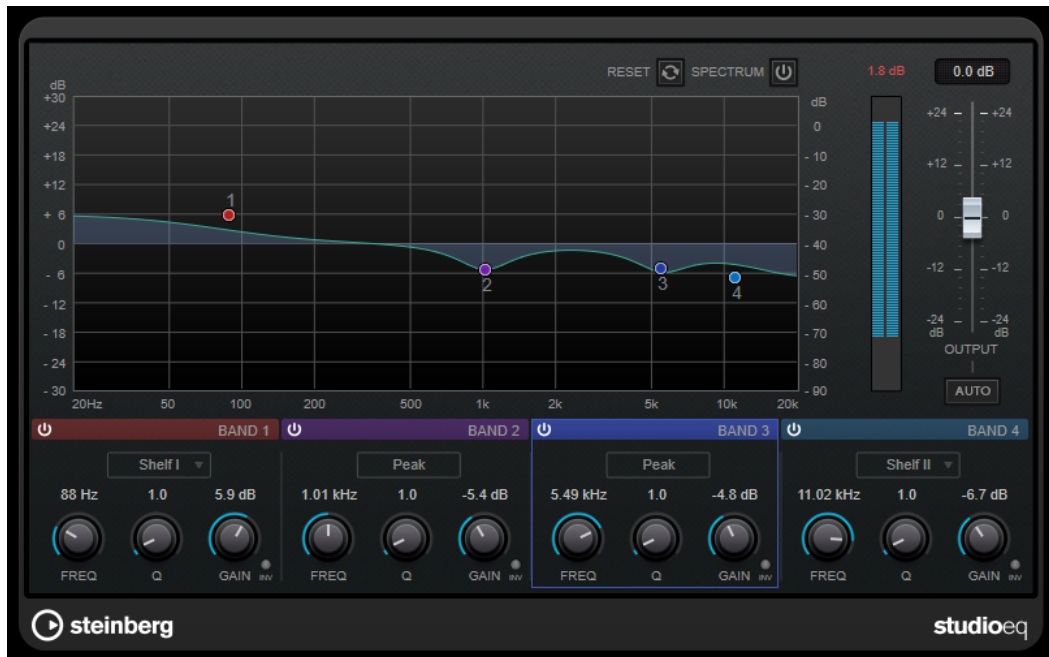 RESET SPECTRUM 1.8 dB 0.0 dB
dB
+30
+24
+18
+12
+ 6
0
- 6
- 12
- 18
- 24
- 30
dB
0
- 10
- 20
- 30
- 40
- 50
- 60
- 70
- 80
- 90
1
2
3
4
20Hz 50 100 200 500 1k 2k 5k 10k 20k
+24 +24
+12 +12
0 0
-12 -12
-24 -24
dB dB
OUTPUT
AUTO
BAND 1 BAND 2 BAND 3 BAND 4
Shelf I Peak Peak Shelf II
88 Hz 1.0 5.9 dB 1.01 kHz 1.0 -5.4 dB 5.49 kHz 1.0 -4.8 dB 11.02 kHz 1.0 -6.7 dB
FREQ Q GAIN INV FREQ Q GAIN INV FREQ Q GAIN INV FREQ Q GAIN INV
steinberg studioeq